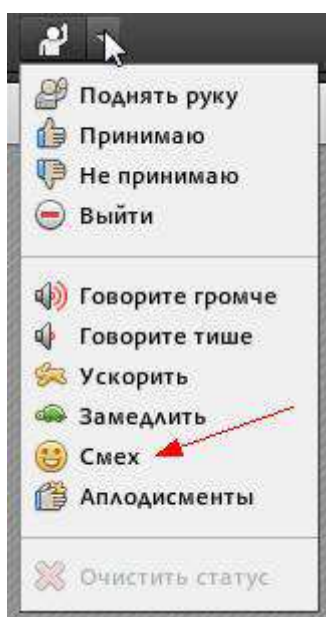 Поднять руку
Принимаю
Не принимаю
Выйти
Говорите громче
Говорите тише
Ускорить
Замедлить
Смех
Аплодисменты
Очистить статус